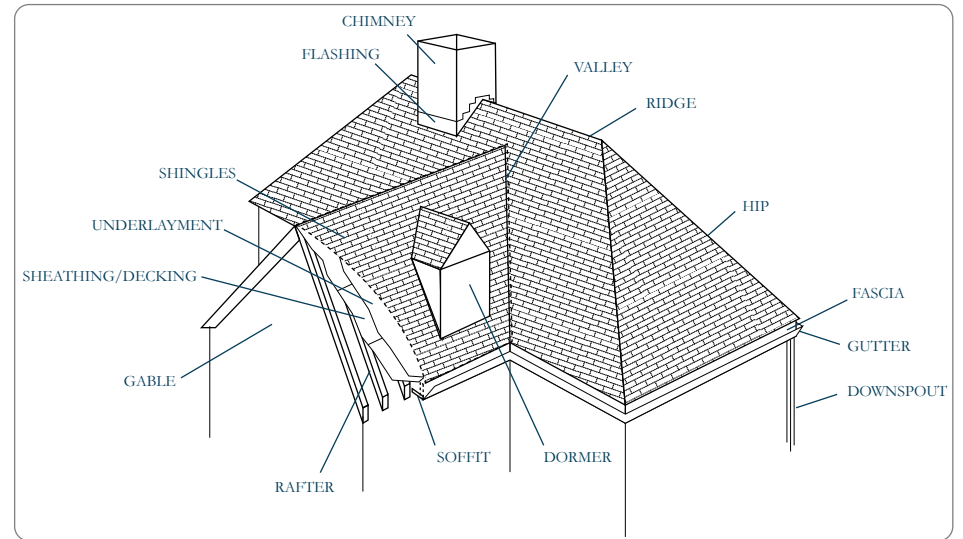 CHIMNEY
FLASHING
VALLEY
RIDGE
SHINGLES
HIP
UNDERLAYMENT
SHEATHING/DECKING
FASCIA
GUTTER
GABLE
DOWNSPOUT
SOFFIT
DORMER
RAFTER